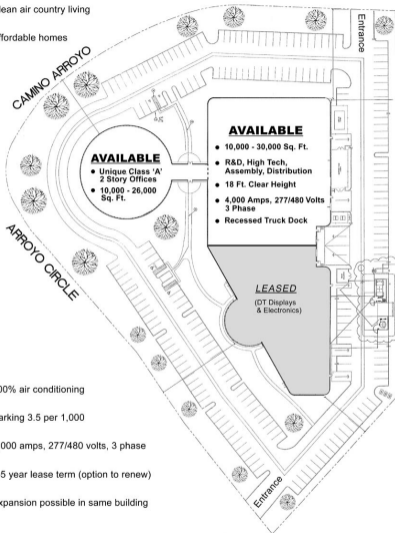 lean air country living
ffordable homes
Entrance
CAMINO ARROYO
AVAILABLE
• Unique Class 'A'
2 Story Offices
• 10,000 - 26,000
Sq. Ft.
AVAILABLE
• 10,000 - 30,000 Sq. Ft.
• R&D, High Tech,
Assembly, Distribution
• 18 Ft. Clear Height
• 4,000 Amps, 277/480 Volts
3 Phase
• Recessed Truck Dock
ARROYO CIRCLE
LEASED
(DT Displays
& Electronics)
00% air conditioning
arking 3.5 per 1,000
000 amps, 277/480 volts, 3 phase
5 year lease term (option to renew)
xpansion possible in same building
Entrance